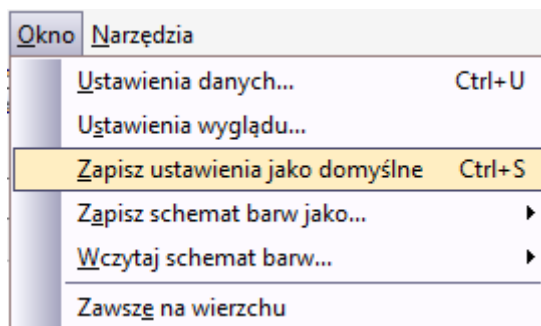 Okno Narzędzia
Ustawienia danych... Ctrl+U
Ustawienia wyglądu...
Zapisz ustawienia jako domyślne Ctrl+S
Zapisz schemat barw jako...
Wczytaj schemat barw...
Zawsze na wierzchu